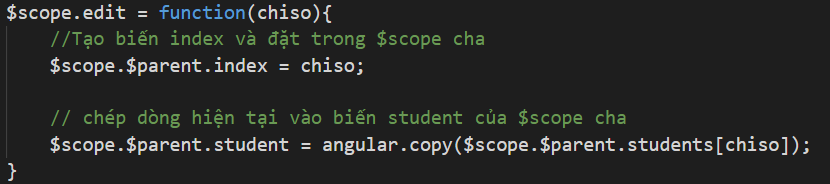 $scope.edit = function(chiso){
    //Tạo biến index và đặt trong $scope cha
    $scope.$parent.index = chiso;

    // chép dòng hiện tại vào biến student của $scope cha
    $scope.$parent.student = angular.copy($scope.$parent.students[chiso]);
}